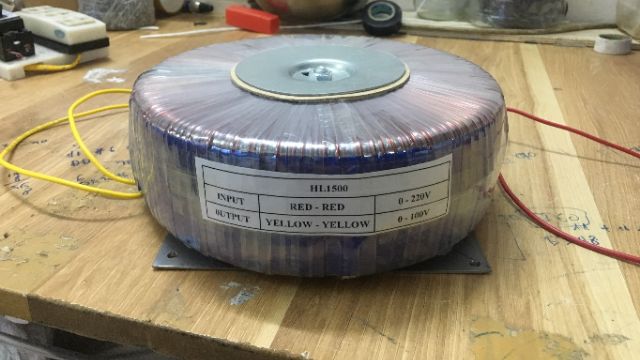 HL1500
INPUT RED - RED 0 - 220V
OUTPUT YELLOW - YELLOW 0 - 100V